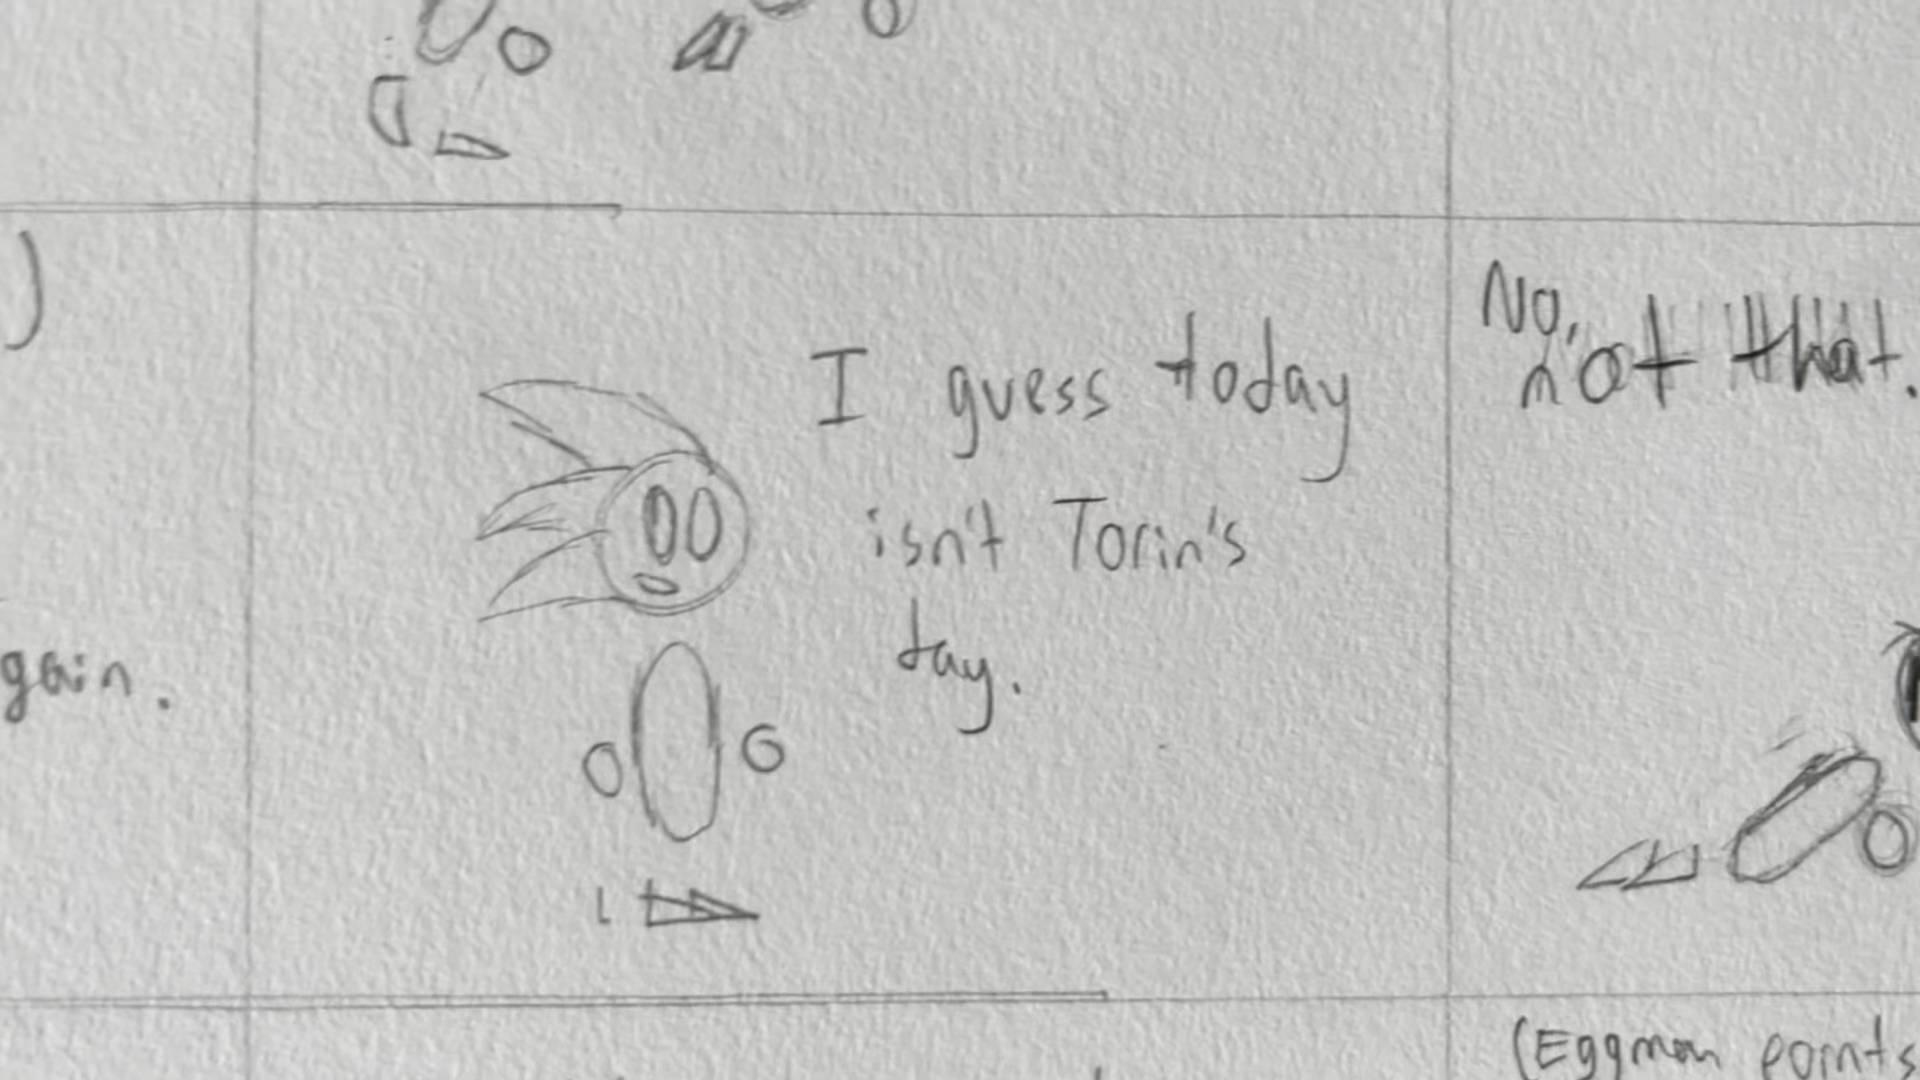 I guess today
isn't Torin's
day.
No,
not that.
gain.
(Eggman points